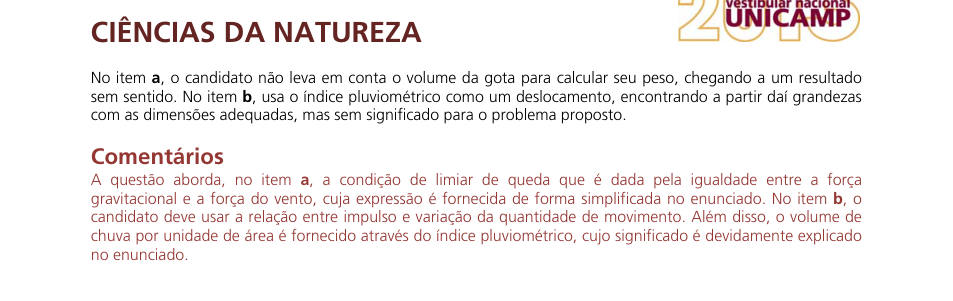 vestibular nacional
UNICAMP
CIÊNCIAS DA NATUREZA
No item a, o candidato não leva em conta o volume da gota para calcular seu peso, chegando a um resultado
sem sentido. No item b, usa o índice pluviométrico como um deslocamento, encontrando a partir daí grandezas
com as dimensões adequadas, mas sem significado para o problema proposto.
Comentários
A questão aborda, no item a, a condição de limiar de queda que é dada pela igualdade entre a força
gravitacional e a força do vento, cuja expressão é fornecida de forma simplificada no enunciado. No item b, o
candidato deve usar a relação entre impulso e variação da quantidade de movimento. Além disso, o volume de
chuva por unidade de área é fornecido através do índice pluviométrico, cujo significado é devidamente explicado
no enunciado.